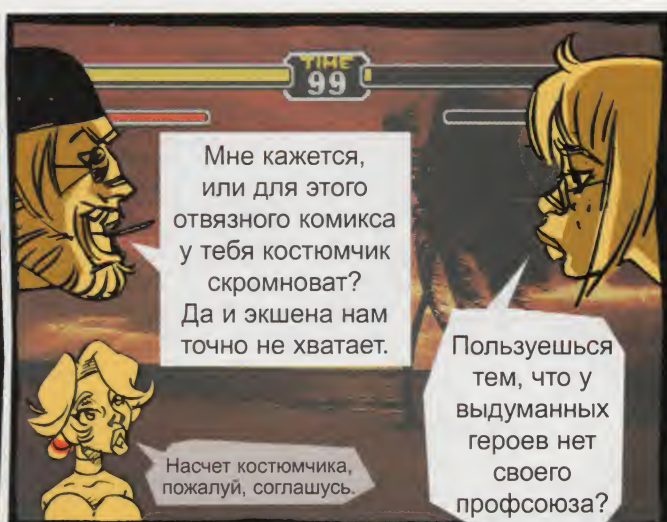 TIME
99
Мне кажется,
или для этого
отвязного комикса
у тебя костюмчик
скромноват?
Да и экшена нам
точно не хватает.
Пользуешься
тем, что у
выдуманных
героев нет
своего
профсоюза?
Насчет костюмчика,
пожалуй, соглашусь.